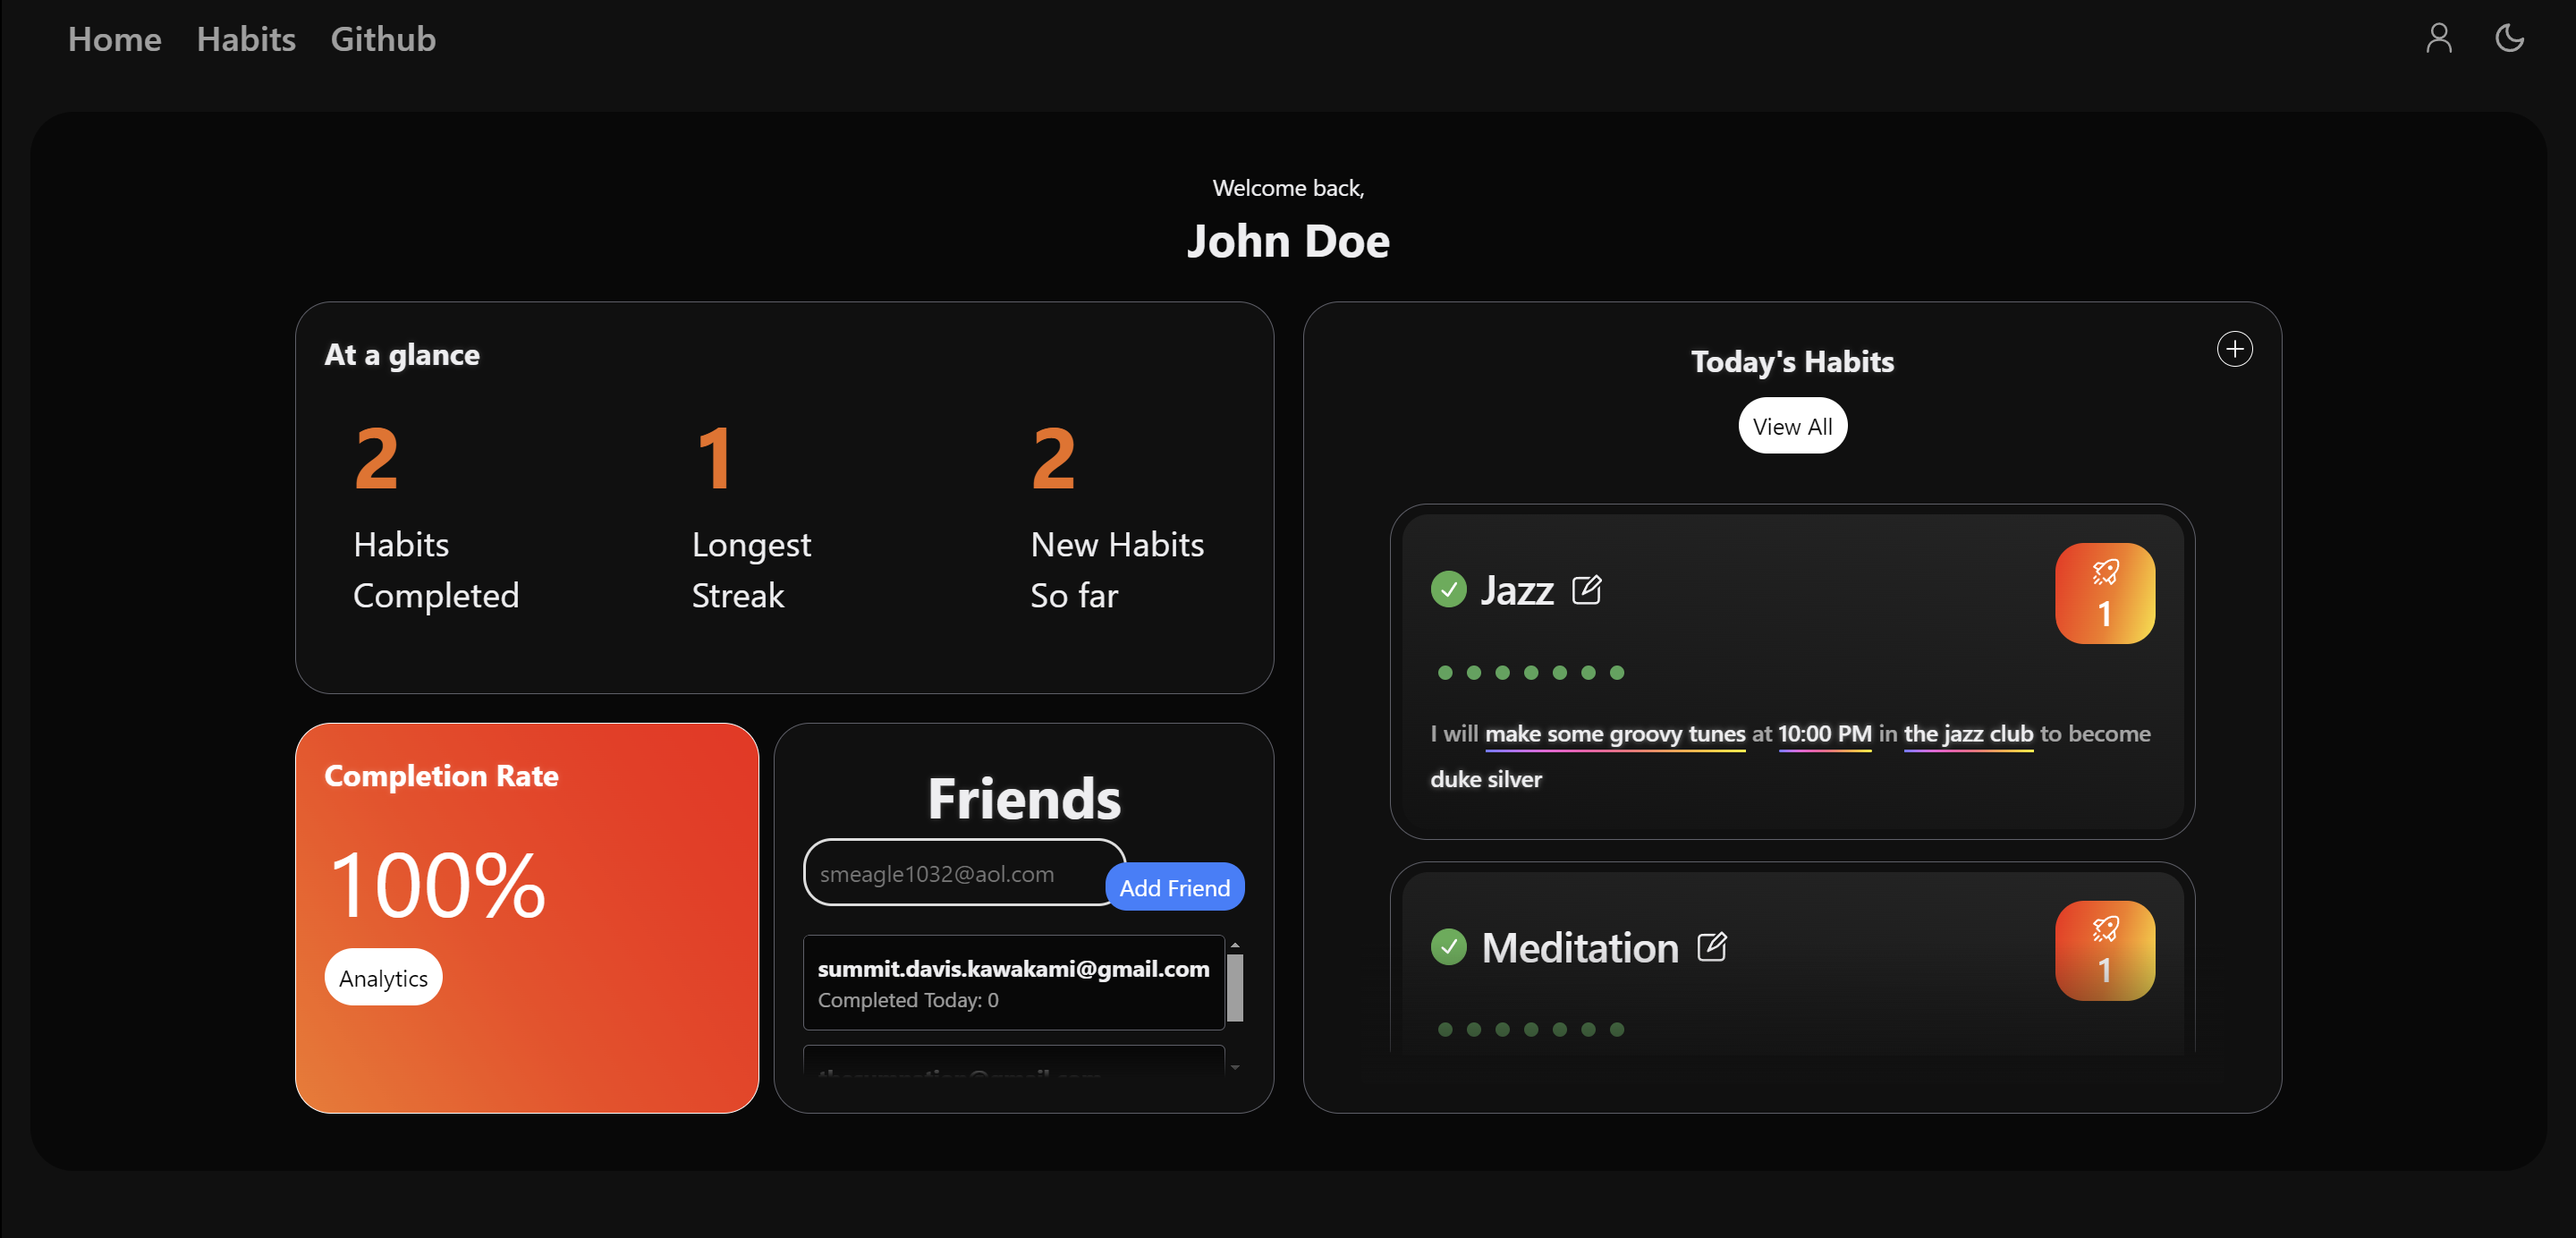 Home Habits Github
Welcome back,
John Doe
At a glance
2
Habits
Completed
1
Longest
Streak
2
New Habits
So far
Completion Rate
100%
Analytics
Friends
smeagle1032@aol.com
Add Friend
summit.davis.kawakami@gmail.com
Completed Today: 0
Today's Habits
View All
Jazz
1
I will make some groovy tunes at 10:00 PM in the jazz club to become
duke silver
Meditation
1